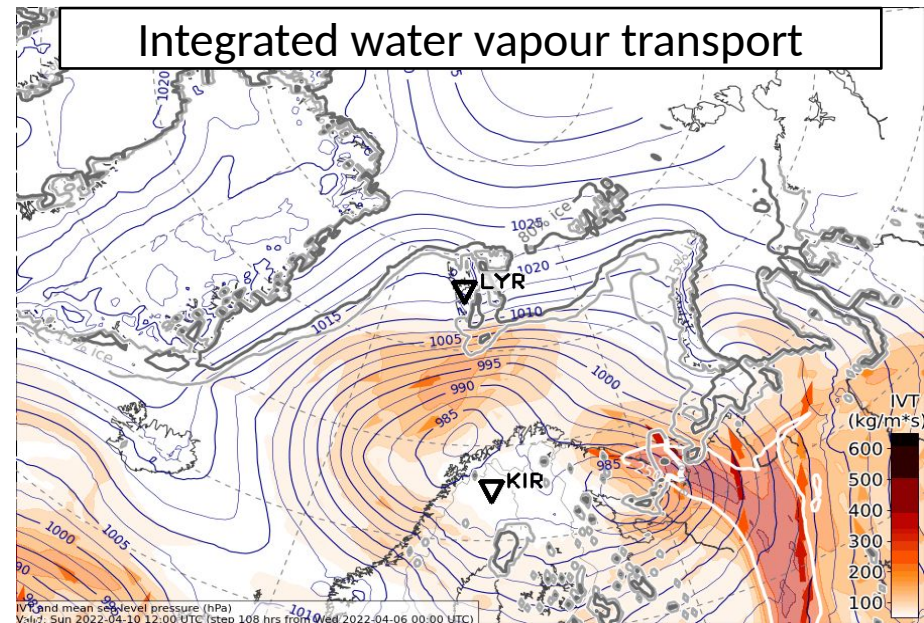 Integrated water vapour transport
1020
1025
80% ice
1020
LYR
1015
1010
1005
995
1000
990
985
15% ice
IVT
(kg/m*s)
600
985
KIR
500
400
1000
1005
300
200
100
1010
IVT and mean sea level pressure (hPa)
Valid: Sun 2022-04-10 12:00 UTC (step 108 hrs from Wed 2022-04-06 00:00 UTC)